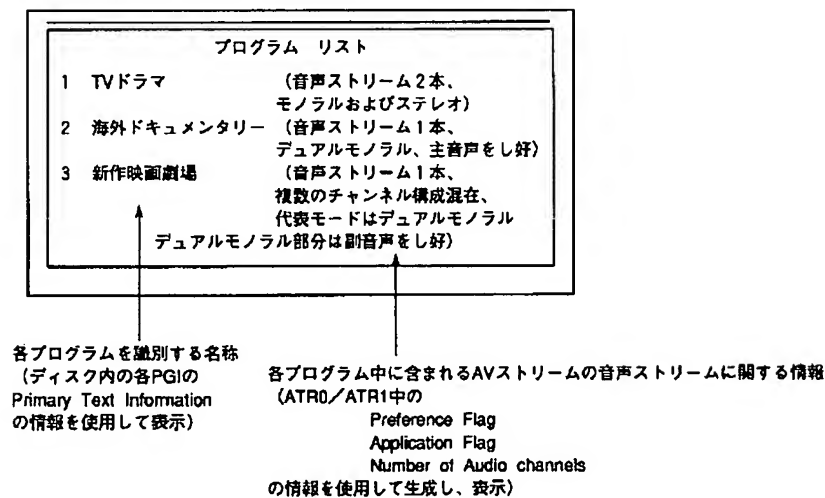 プログラム リスト
1 TVドラマ (音声ストリーム2本、
モノラルおよびステレオ)
2 海外ドキュメンタリー (音声ストリーム1本、
デュアルモノラル、主音声をし好)
3 新作映画劇場 (音声ストリーム1本、
複数のチャンネル構成混在、
代表モードはデュアルモノラル
デュアルモノラル部分は副音声をし好)
各プログラムを識別する名称
(ディスク内の各PGIの
Primary Text Information
の情報を使用して表示)
各プログラム中に含まれるAVストリームの音声ストリームに関する情報
(ATR0/ATR1中の
Preference Flag
Application Flag
Number of Audio channels
の情報を使用して生成し、表示)